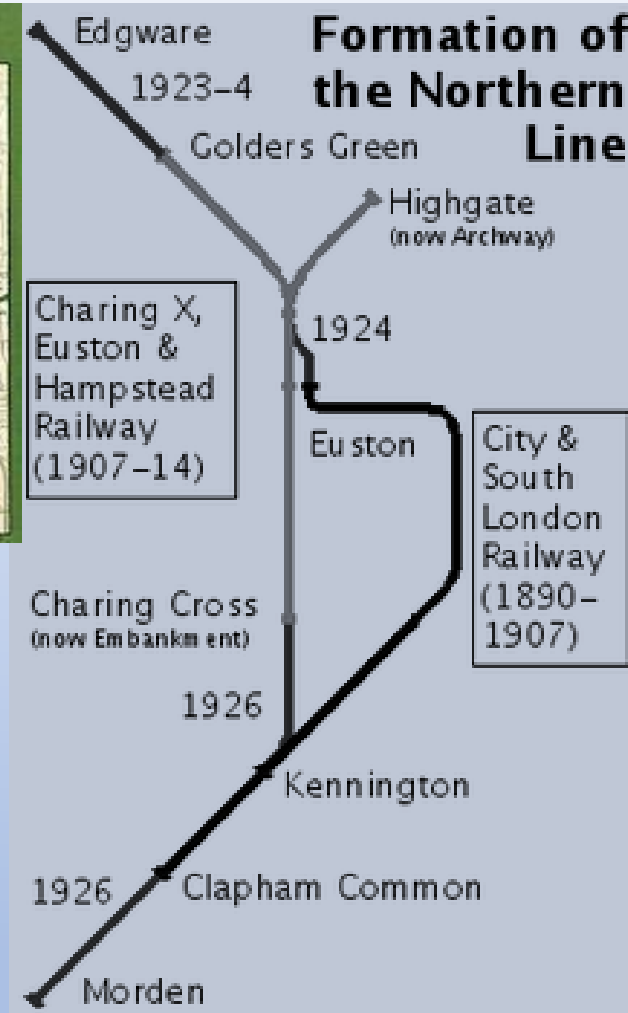 Formation of
the Northern
Line
Edgware
1923–4
Golders Green
Highgate
(now Archway)
Charing X,
Euston &
Hampstead
Railway
(1907–14)
1924
Euston
City &
South
London
Railway
(1890–
1907)
Charing Cross
(now Embankment)
1926
Kennington
1926
Clapham Common
Morden